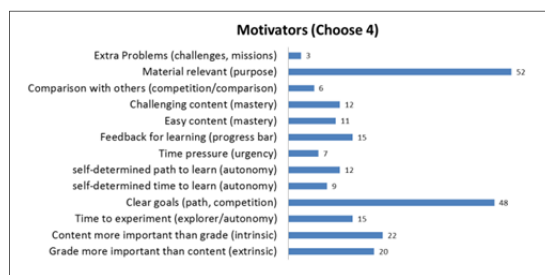 Motivators (Choose 4)
Extra Problems (challenges, missions) 3
Material relevant (purpose) 52
Comparison with others (competition/comparison) 6
Challenging content (mastery) 12
Easy content (mastery) 11
Feedback for learning (progress bar) 15
Time pressure (urgency) 7
self-determined path to learn (autonomy) 12
self-determined time to learn (autonomy) 9
Clear goals (path, competition) 48
Time to experiment (explorer/autonomy) 15
Content more important than grade (intrinsic) 22
Grade more important than content (extrinsic) 20